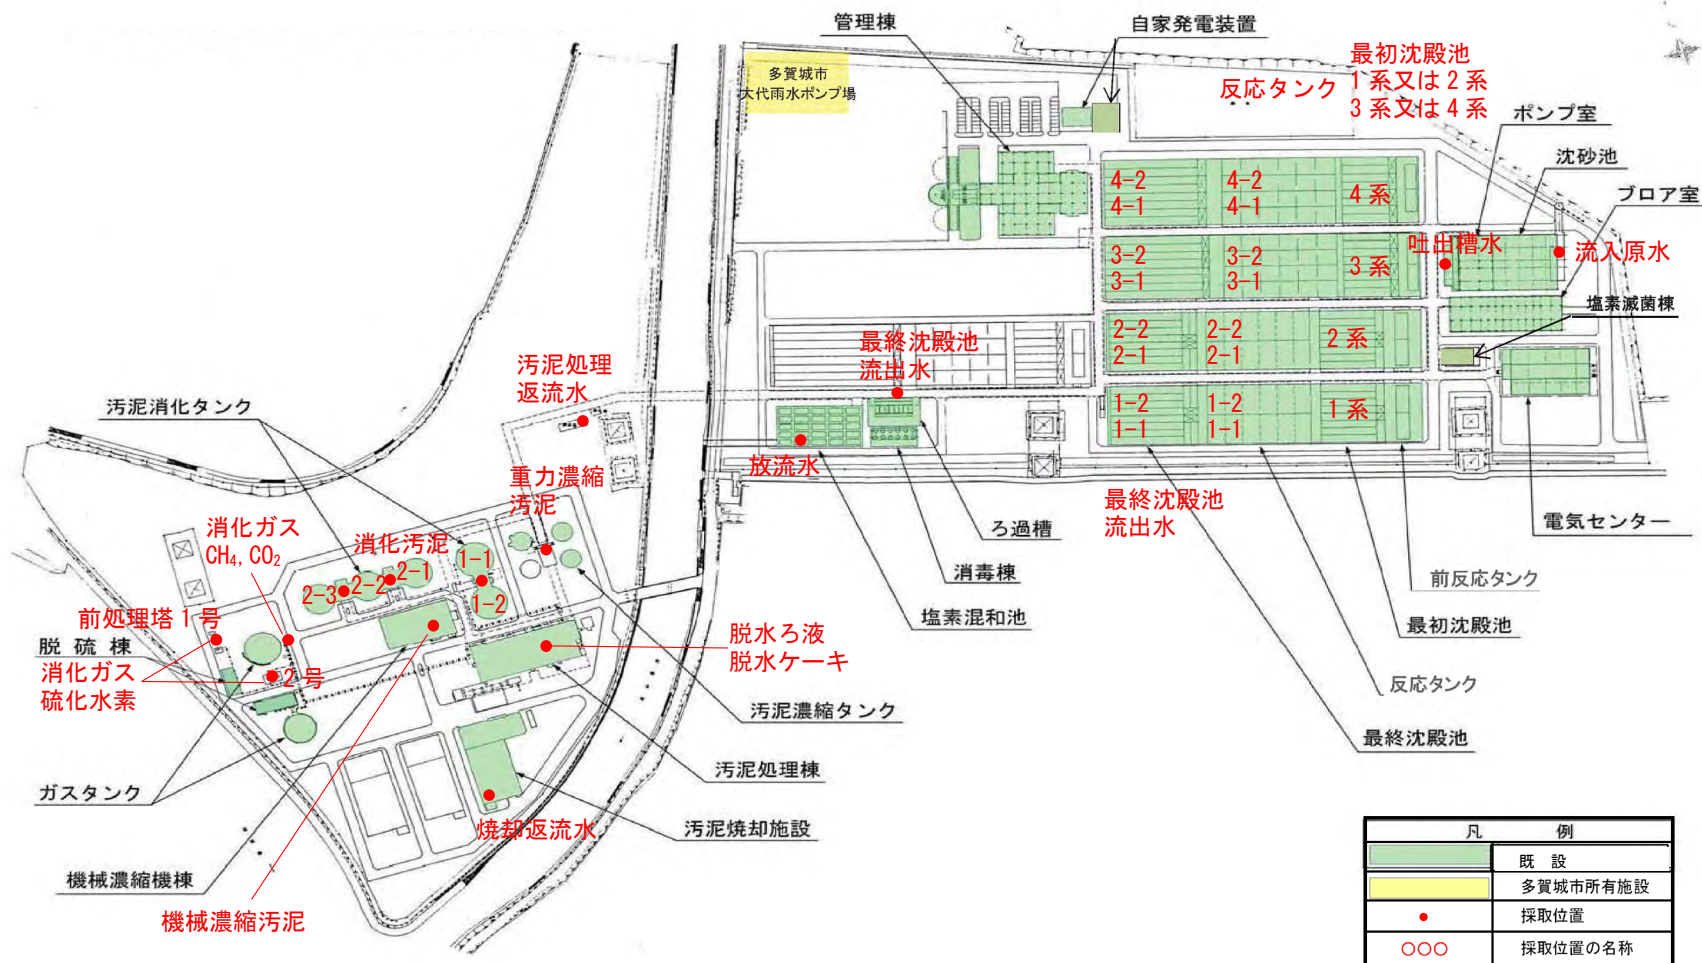 管理棟
自家発電装置
多賀城市
大代雨水ポンプ場
反応タンク
最初沈殿池
1系又は2系
3系又は4系
ポンプ室
沈砂池
ブロア室
4-2
4-1
4-2
4-1
4系
3-2
3-1
3-2
3-1
3系
吐出槽水
流入原水
塩素滅菌棟
2-2
2-1
2-2
2-1
2系
1-2
1-1
1-2
1-1
1系
最終沈殿池
流出水
汚泥処理
返流水
汚泥消化タンク
放流水
重力濃縮
汚泥
最終沈殿池
流出水
電気センター
ろ過槽
消毒棟
塩素混和池
前反応タンク
最初沈殿池
反応タンク
最終沈殿池
消化ガス
CH₄, CO₂
消化汚泥
1-1
1-2
2-1
2-2
2-3
前処理塔1号
脱硫棟
消化ガス
硫化水素
2号
脱水ろ液
脱水ケーキ
汚泥濃縮タンク
汚泥処理棟
ガスタンク
焼却返流水
汚泥焼却施設
機械濃縮機棟
機械濃縮汚泥
凡 例
既 設
多賀城市所有施設
採取位置
○○○ 採取位置の名称